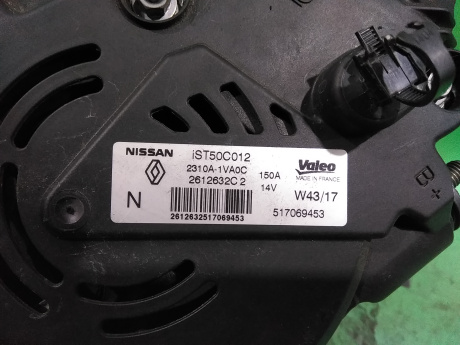 NISSAN iST50C012 Valeo
2310A-1VA0C 150A MADE IN FRANCE
2612632C 2 14V
N W43/17
2612632517069453 517069453
B +